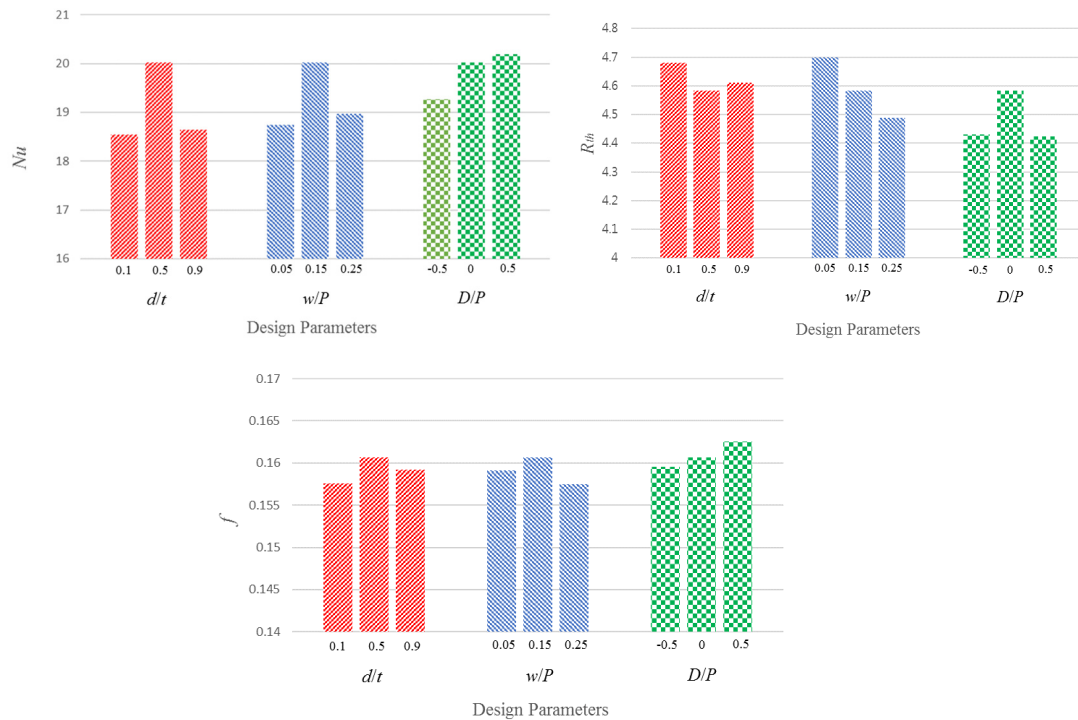 21
20
19
18
17
16
Nu
0.1 0.5 0.9 0.05 0.15 0.25 -0.5 0 0.5
d/t w/P D/P
Design Parameters
4.8
4.7
4.6
4.5
4.4
4.3
4.2
4.1
4
Rth
0.1 0.5 0.9 0.05 0.15 0.25 -0.5 0 0.5
d/t w/P D/P
Design Parameters
0.17
0.165
0.16
0.155
0.15
0.145
0.14
f
0.1 0.5 0.9 0.05 0.15 0.25 -0.5 0 0.5
d/t w/P D/P
Design Parameters